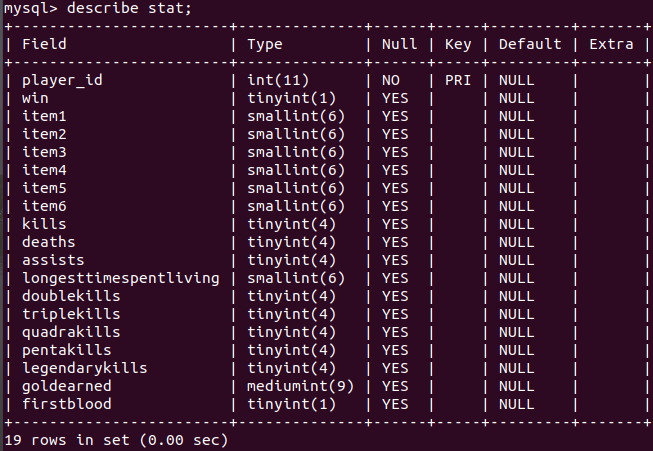 mysql> describe stat;
+---------------------+--------------+------+-----+---------+-------+
| Field               | Type         | Null | Key | Default | Extra |
+---------------------+--------------+------+-----+---------+-------+
| player_id           | int(11)      | NO   | PRI | NULL    |       |
| win                 | tinyint(1)   | YES  |     | NULL    |       |
| item1               | smallint(6)  | YES  |     | NULL    |       |
| item2               | smallint(6)  | YES  |     | NULL    |       |
| item3               | smallint(6)  | YES  |     | NULL    |       |
| item4               | smallint(6)  | YES  |     | NULL    |       |
| item5               | smallint(6)  | YES  |     | NULL    |       |
| item6               | smallint(6)  | YES  |     | NULL    |       |
| kills               | tinyint(4)   | YES  |     | NULL    |       |
| deaths              | tinyint(4)   | YES  |     | NULL    |       |
| assists             | tinyint(4)   | YES  |     | NULL    |       |
| longesttimespentliving | smallint(6)  | YES  |     | NULL    |       |
| doublekills         | tinyint(4)   | YES  |     | NULL    |       |
| triplekills         | tinyint(4)   | YES  |     | NULL    |       |
| quadrakills         | tinyint(4)   | YES  |     | NULL    |       |
| pentakills          | tinyint(4)   | YES  |     | NULL    |       |
| legendarykills      | tinyint(4)   | YES  |     | NULL    |       |
| goldearned          | mediumint(9) | YES  |     | NULL    |       |
| firstblood          | tinyint(1)   | YES  |     | NULL    |       |
+---------------------+--------------+------+-----+---------+-------+
19 rows in set (0.00 sec)